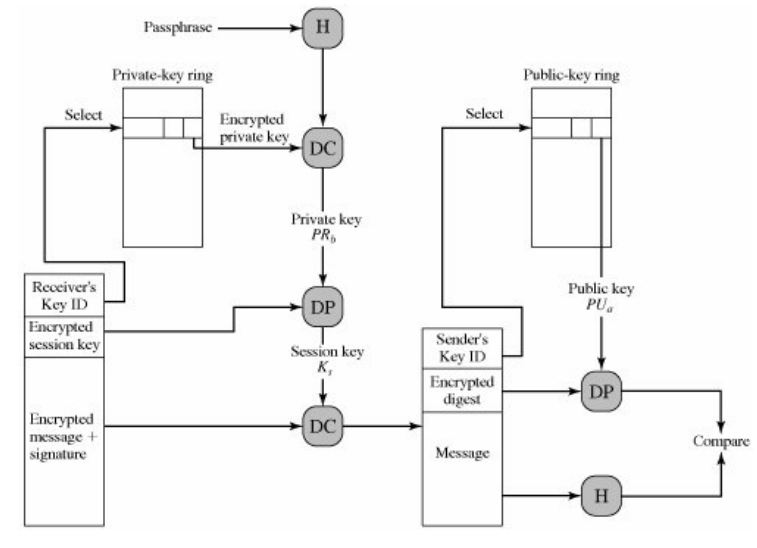 Passphrase
H
Private-key ring
Public-key ring
Select
Encrypted
private key
DC
Select
Private key
PR_b
Receiver's
Key ID
Encrypted
session key
DP
Public key
PU_a
Session key
K_s
Sender's
Key ID
Encrypted
digest
DP
Encrypted
message +
signature
DC
Message
Compare
H